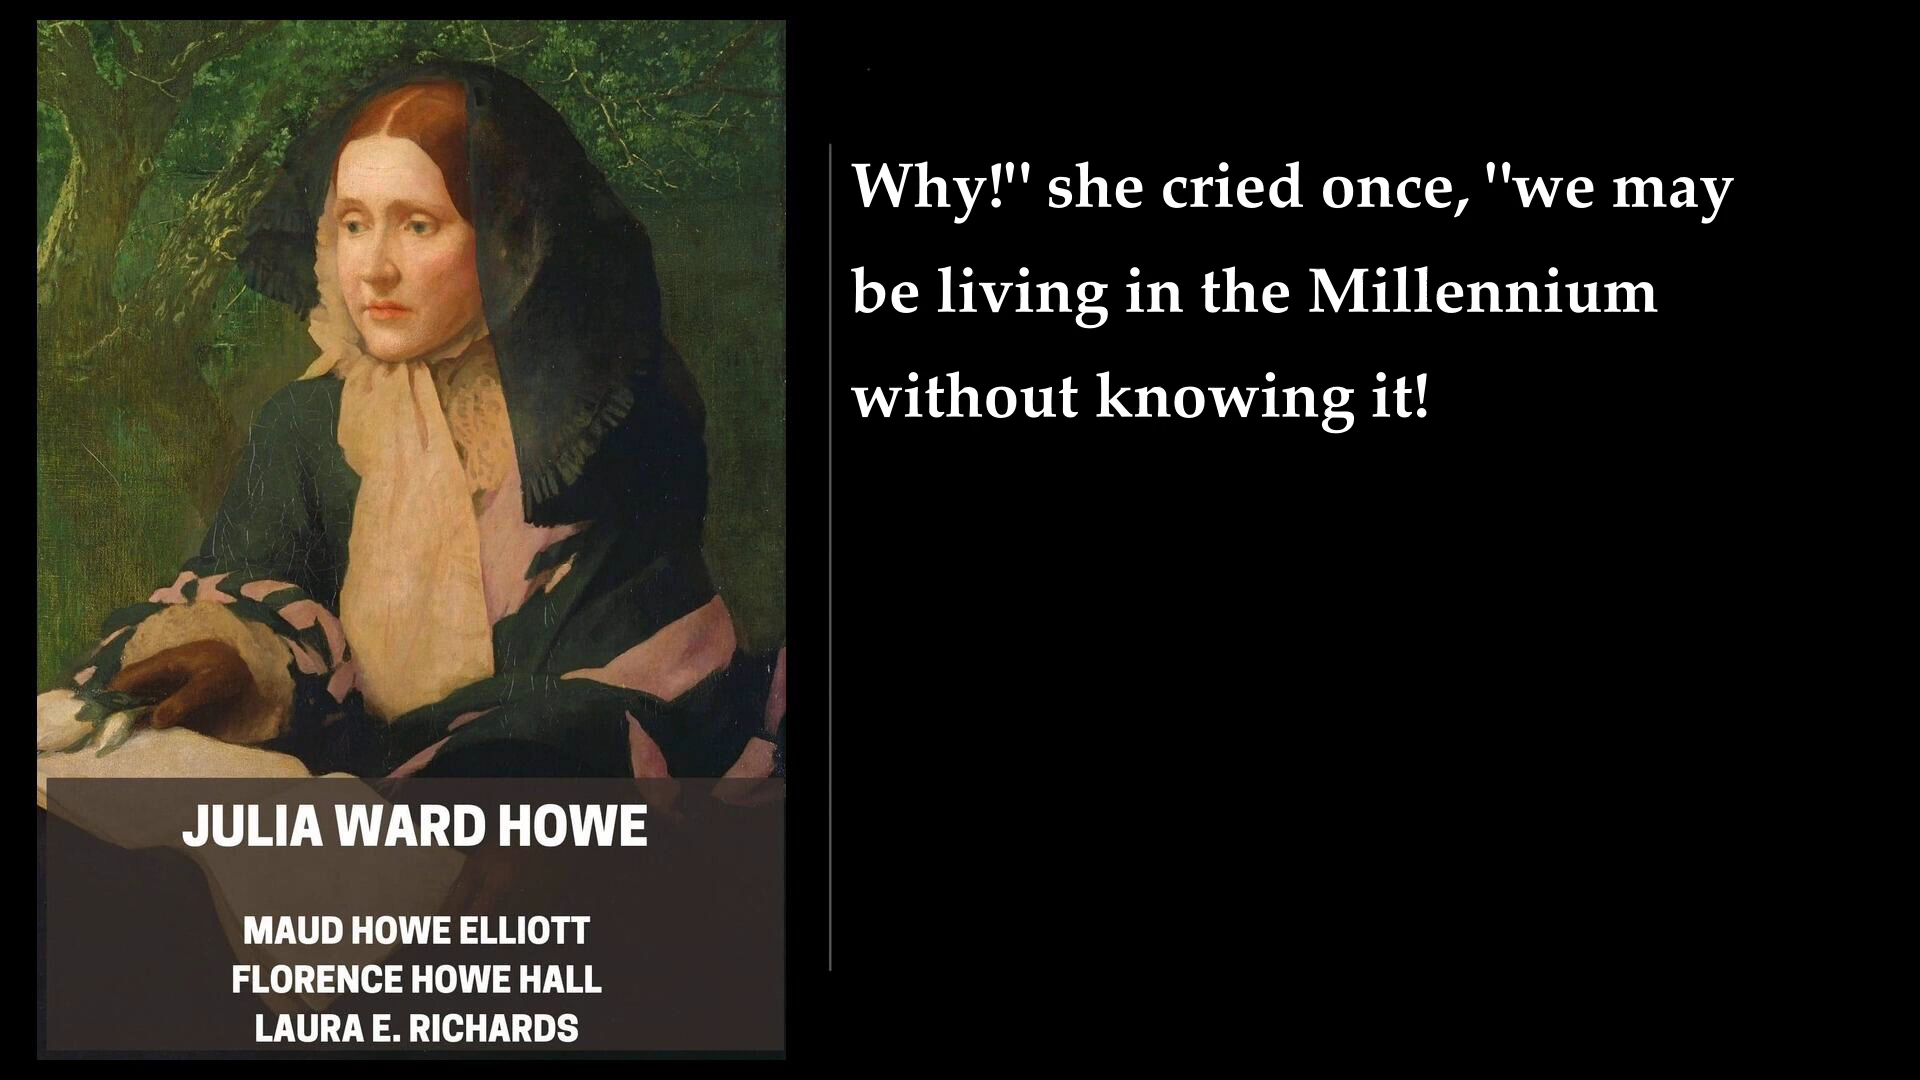 Why!" she cried once, "we may
be living in the Millennium
without knowing it!
JULIA WARD HOWE
MAUD HOWE ELLIOTT
FLORENCE HOWE HALL
LAURA E. RICHARDS